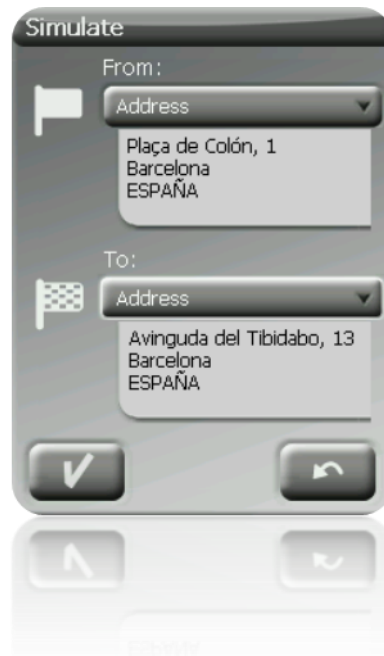 Simulate
From:
Address
Plaça de Colón, 1
Barcelona
ESPAÑA
To:
Address
Avinguda del Tibidabo, 13
Barcelona
ESPAÑA